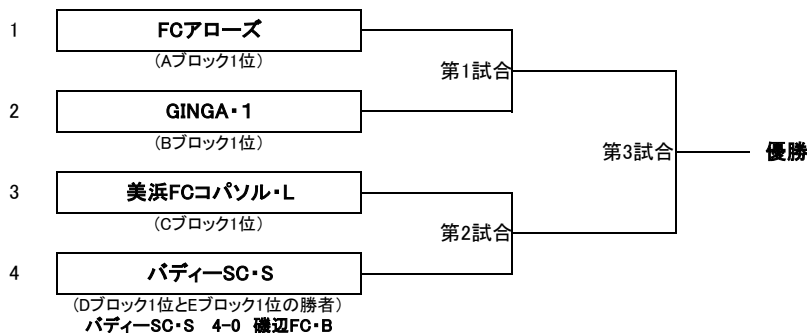 1
FCアローズ
(Aブロック1位)
第1試合
2
GINGA・1
(Bブロック1位)
第3試合
優勝
3
美浜FCコパソル・L
(Cブロック1位)
第2試合
4
バディーSC・S
(Dブロック1位とEブロック1位の勝者)
バディーSC・S 4-0 磯辺FC・B